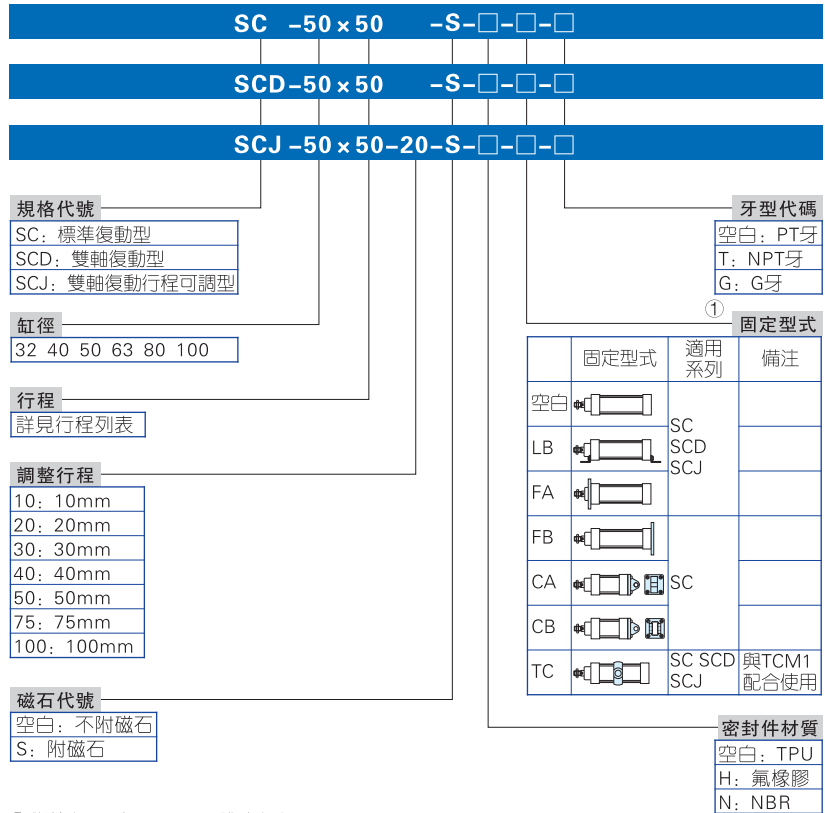 SC -50×50 -S-□-□-□
SCD-50×50 -S-□-□-□
SCJ-50×50-20-S-□-□-□
規格代號
SC: 標準復動型
SCD: 雙軸復動型
SCJ: 雙軸復動行程可調型
缸徑
32 40 50 63 80 100
行程
詳見行程列表
調整行程
10: 10mm
20: 20mm
30: 30mm
40: 40mm
50: 50mm
75: 75mm
100: 100mm
磁石代號
空白: 不附磁石
S: 附磁石
牙型代碼
空白: PT牙
T: NPT牙
G: G牙
①
固定型式
固定型式 適用系列 備注
空白
LB
FA
SC
SCD
SCJ
FB
CA
CB
SC
TC
SC SCD
SCJ
與TCM1
配合使用
密封件材質
空白: TPU
H: 氟橡膠
N: NBR